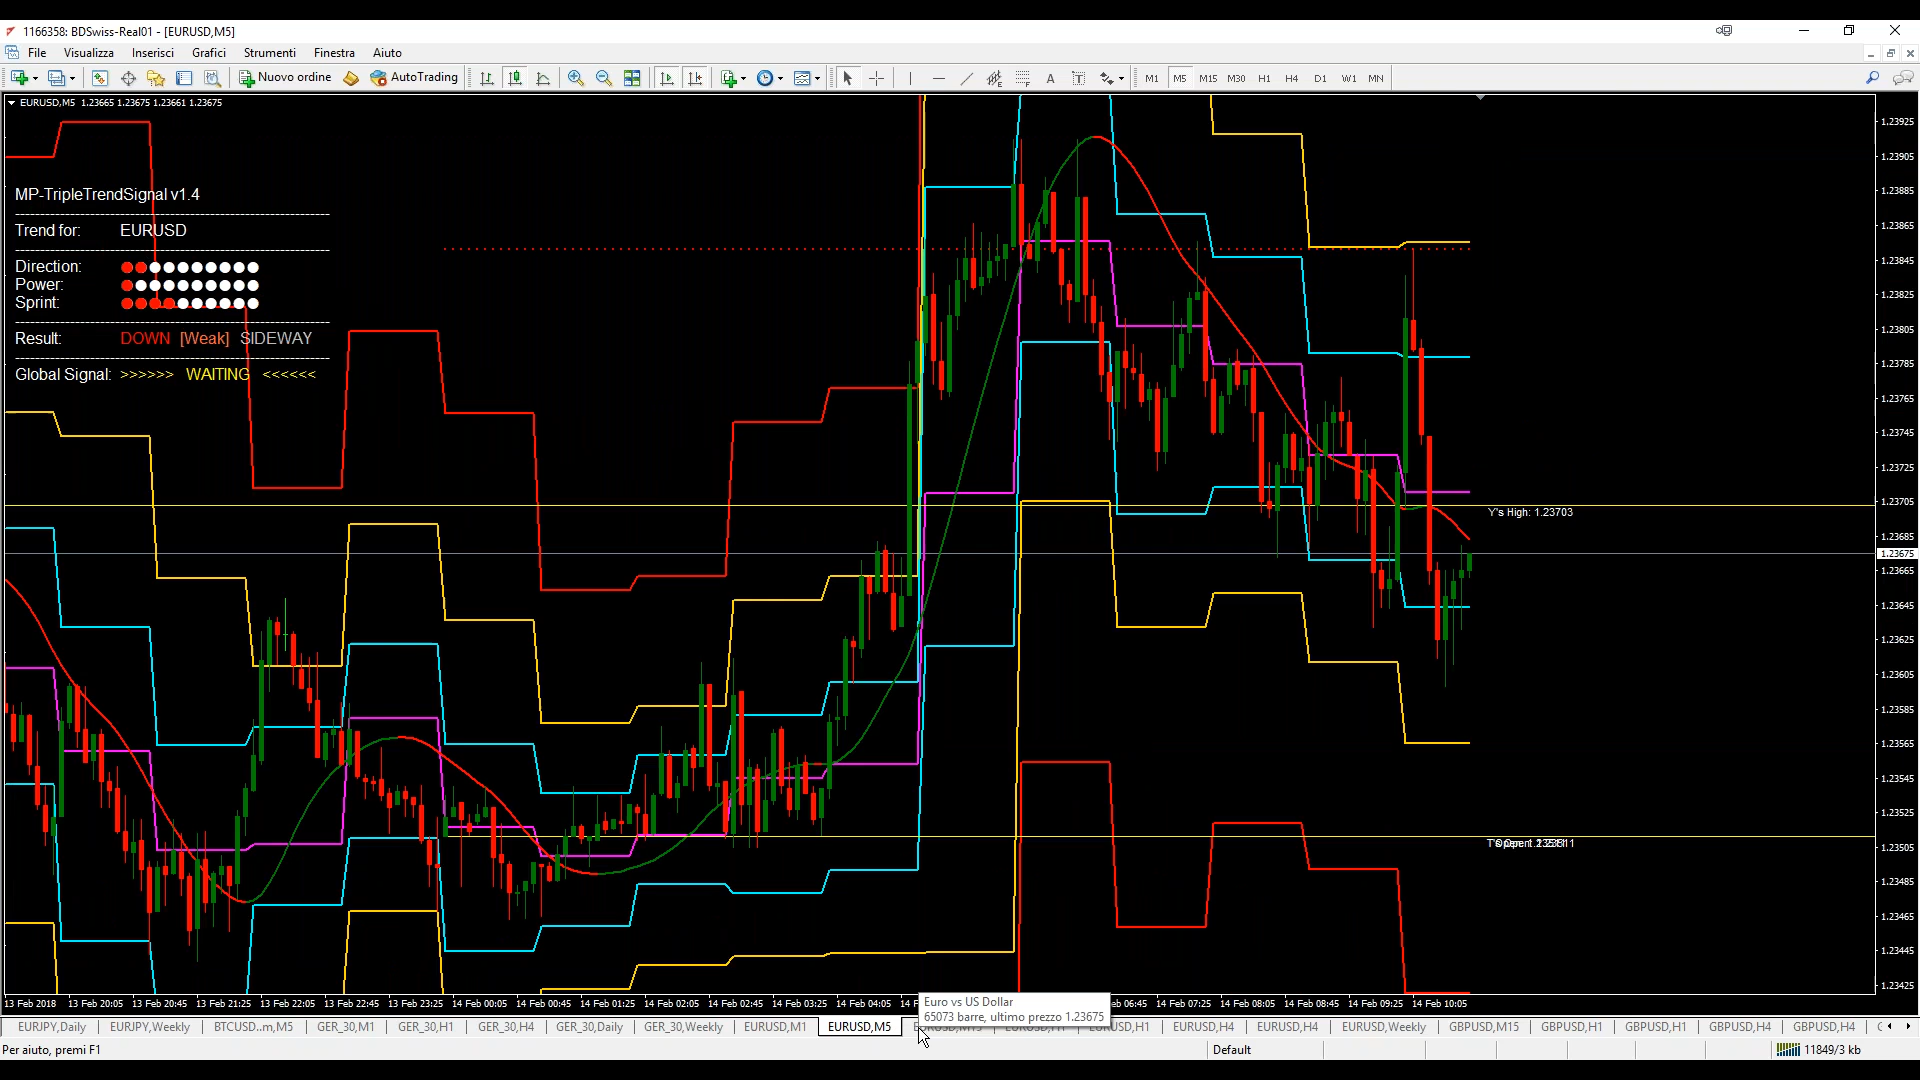 1166358: BDSwiss-Real01 - [EURUSD,M5]
File Visualizza Inserisci Grafici Strumenti Finestra Aiuto
Nuovo ordine AutoTrading A T M1 M5 M15 M30 H1 H4 D1 W1 MN
EURUSD,M5 1.23665 1.23675 1.23661 1.23675
MP-TripleTrendSignal v1.4
Trend for: EURUSD
Direction:
Power:
Sprint:
Result: DOWN [Weak] SIDEWAY
Global Signal: >>>>>> WAITING <<<<<<
1.23925
1.23905
1.23885
1.23865
1.23845
1.23825
1.23805
1.23785
1.23765
1.23745
1.23725
1.23705
Y's High: 1.23703
1.23685
1.23675
1.23665
1.23645
1.23625
1.23605
1.23585
1.23565
1.23545
1.23525
1.23505
1.23485
1.23465
1.23445
1.23425
13 Feb 2018 13 Feb 20:05 13 Feb 20:45 13 Feb 21:25 13 Feb 22:05 13 Feb 22:45 13 Feb 23:25 14 Feb 00:05 14 Feb 00:45 14 Feb 01:25 14 Feb 02:05 14 Feb 02:45 14 Feb 03:25 14 Feb 04:05 14 F eb 06:45 14 Feb 07:25 14 Feb 08:05 14 Feb 08:45 14 Feb 09:25 14 Feb 10:05
Euro vs US Dollar
65073 barre, ultimo prezzo 1.23675
EURJPY,Daily EURJPY,Weekly BTCUSD..m,M5 GER_30,M1 GER_30,H1 GER_30,H4 GER_30,Daily GER_30,Weekly EURUSD,M1 EURUSD,M5 EURUSD,M15 EURUSD,H1 EURUSD,H4 EURUSD,H4 EURUSD,Weekly GBPUSD,M15 GBPUSD,H1 GBPUSD,H1 GBPUSD,H4 GBPUSD,H4
Per aiuto, premi F1 Default 11849/3 kb